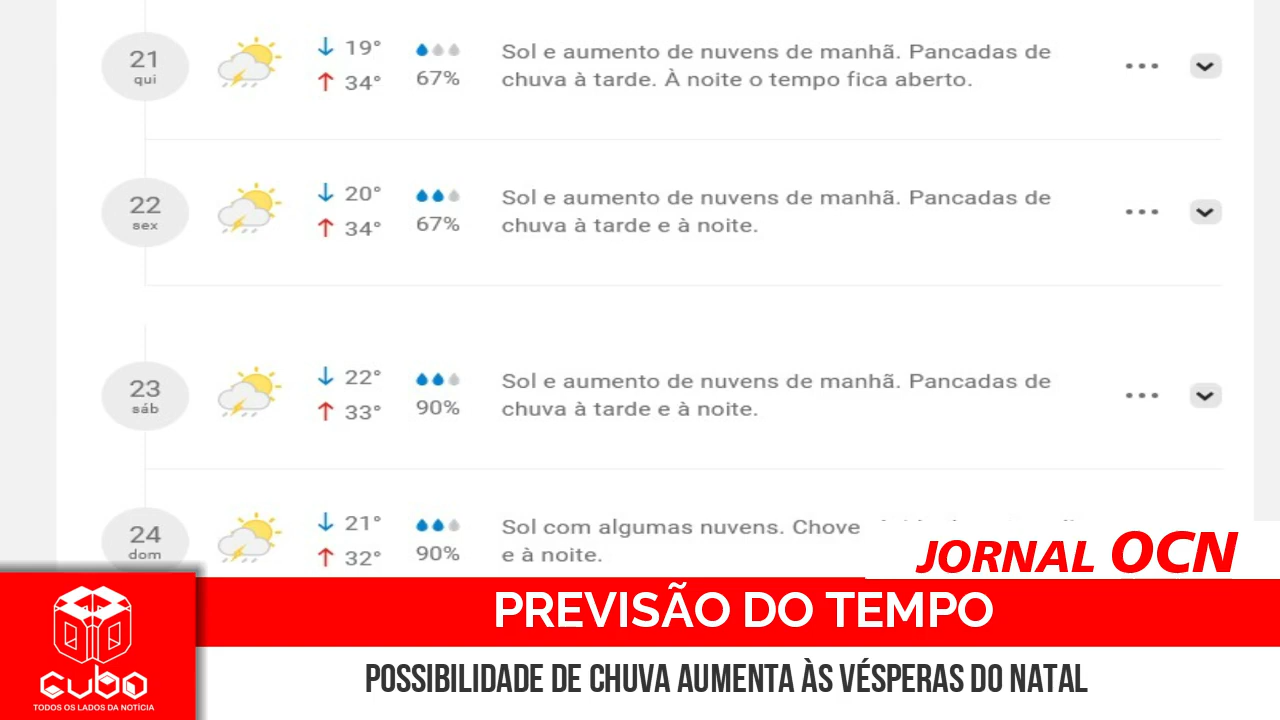 21
qui
19°
34°
67%
Sol e aumento de nuvens de manhã. Pancadas de
chuva à tarde. À noite o tempo fica aberto.
22
sex
20°
34°
67%
Sol e aumento de nuvens de manhã. Pancadas de
chuva à tarde e à noite.
23
sáb
22°
33°
90%
Sol e aumento de nuvens de manhã. Pancadas de
chuva à tarde e à noite.
24
dom
21°
32°
90%
Sol com algumas nuvens. Chove
e à noite.
JORNAL OCN
PREVISÃO DO TEMPO
POSSIBILIDADE DE CHUVA AUMENTA ÀS VÉSPERAS DO NATAL
Cubo
TODOS OS LADOS DA NOTÍCIA